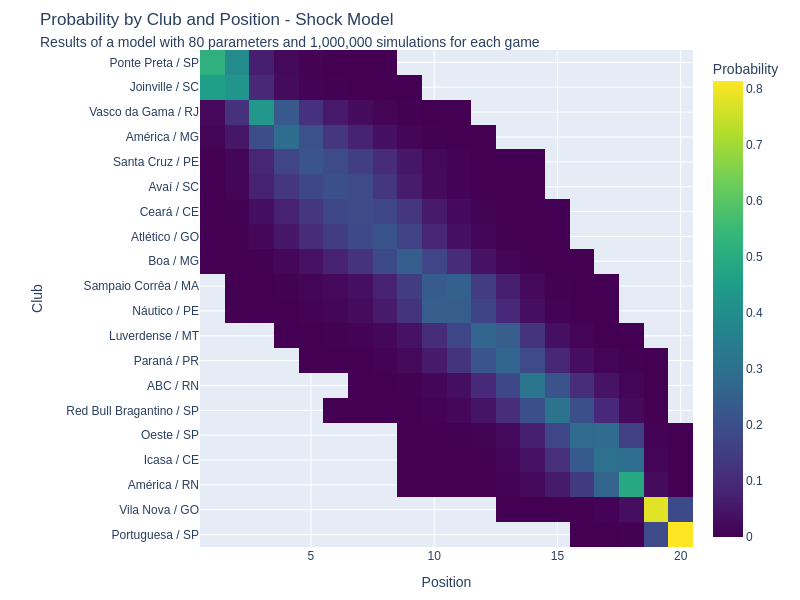 Probability by Club and Position - Shock Model
Results of a model with 80 parameters and 1,000,000 simulations for each game
Probability
Ponte Preta / SP
Joinville / SC
Vasco da Gama / RJ
América / MG
Santa Cruz / PE
Avaí / SC
Ceará / CE
Atlético / GO
Boa / MG
Sampaio Corrêa / MA
Náutico / PE
Luverdense / MT
Paraná / PR
ABC / RN
Red Bull Bragantino / SP
Oeste / SP
Icasa / CE
América / RN
Vila Nova / GO
Portuguesa / SP
Club
0.8
0.7
0.6
0.5
0.4
0.3
0.2
0.1
0
5
10
15
20
Position